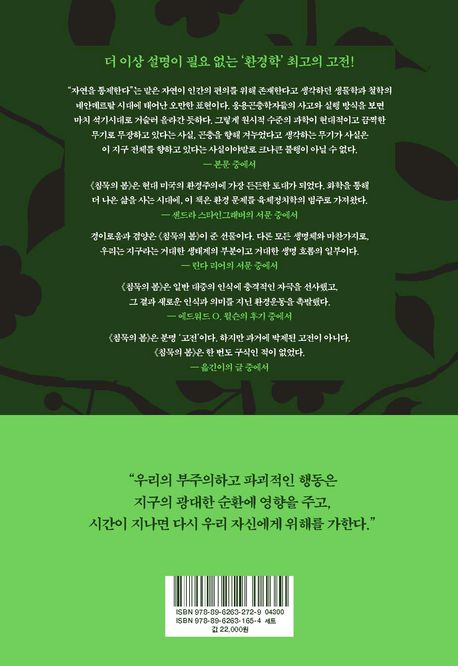 더 이상 설명이 필요 없는 ‘환경학’ 최고의 고전!
“자연을 통제한다”는 말은 자연이 인간의 편의를 위해 존재한다고 생각하던 생물학과 철학의
네안데르탈 시대에 태어난 오만한 표현이다. 응용곤충학자들의 사고와 실행 방식을 보면
마치 석기시대로 거슬러 올라간 듯하다. 그렇게 원시적 수준의 과학이 현대적이고 끔찍한
무기로 무장하고 있다는 사실, 곤충을 향해 겨누었다고 생각하는 무기가 사실은
이 지구 전체를 향하고 있다는 사실이야말로 크나큰 불행이 아닐 수 없다.
— 본문 중에서
《침묵의 봄》은 현대 미국의 환경주의에 가장 든든한 토대가 되었다. 화학을 통해
더 나은 삶을 사는 시대에, 이 책은 환경 문제를 육체정치학의 범주로 가져왔다.
— 샌드라 스타인그래버의 서문 중에서
경이로움과 겸양은 《침묵의 봄》이 준 선물이다. 다른 모든 생명체와 마찬가지로,
우리는 지구라는 거대한 생태계의 부분이고 거대한 생명 흐름의 일부이다.
— 린다 리어의 서문 중에서
《침묵의 봄》은 일반 대중의 인식에 충격적인 자극을 선사했고,
그 결과 새로운 인식과 의미를 지닌 환경운동을 촉발했다.
— 에드워드 O. 윌슨의 후기 중에서
《침묵의 봄》은 분명 ‘고전’이다. 하지만 과거에 박제된 고전이 아니다.
《침묵의 봄》은 한 번도 구식인 적이 없었다.
— 옮긴이의 글 중에서
“우리의 부주의하고 파괴적인 행동은
지구의 광대한 순환에 영향을 주고,
시간이 지나면 다시 우리 자신에게 위해를 가한다.”
ISBN 978-89-6263-272-9 04300
ISBN 978-89-6263-165-4 세트
값 22,000원